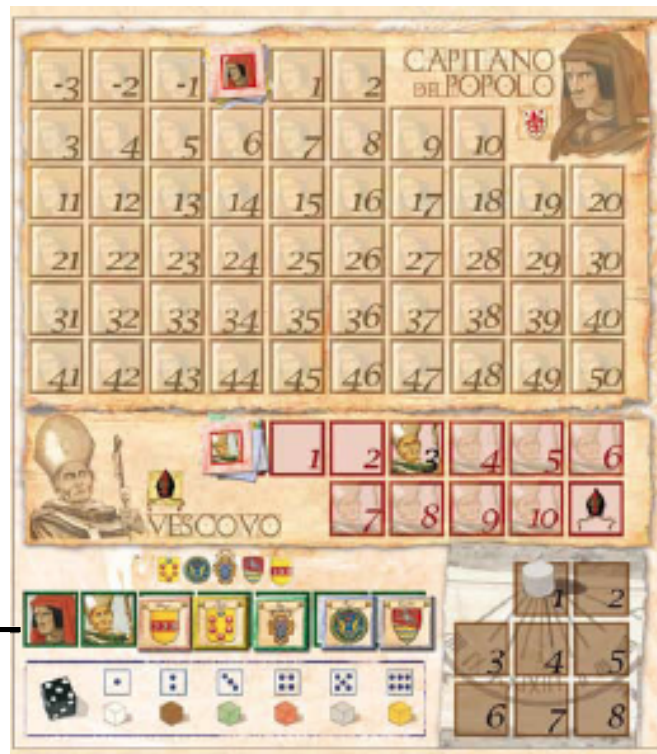 -3 -2 -1 1 2
CAPITANO
DEL POPOLO
3 4 5 6 7 8 9 10
11 12 13 14 15 16 17 18 19 20
21 22 23 24 25 26 27 28 29 30
31 32 33 34 35 36 37 38 39 40
41 42 43 44 45 46 47 48 49 50
1 2 3 4 5 6
VESCOVO
7 8 9 10
1 2
3 4 5
6 7 8